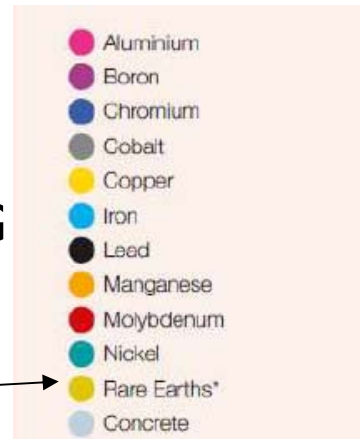 Aluminium
Boron
Chromium
Cobalt
Copper
Iron
Lead
Manganese
Molybdenum
Nickel
Rare Earths*
Concrete